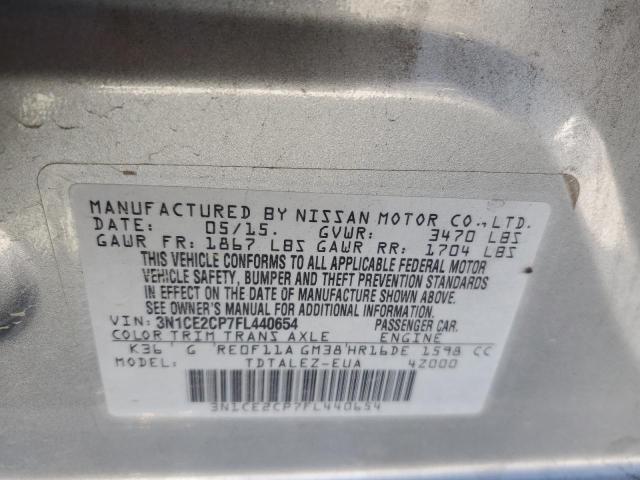 MANUFACTURED BY NISSAN MOTOR CO., LTD.
DATE: 05/15. GVWR: 3470 LBS
GAWR FR: 1867 LBS GAWR RR: 1704 LBS
THIS VEHICLE CONFORMS TO ALL APPLICABLE FEDERAL MOTOR
VEHICLE SAFETY, BUMPER AND THEFT PREVENTION STANDARDS
IN EFFECT ON THE DATE OF MANUFACTURE SHOWN ABOVE.
SEE OWNER'S MANUAL FOR ADDITIONAL INFORMATION.
VIN: 3N1CE2CP7FL440654 PASSENGER CAR.
COLOR TRIM TRANS AXLE ENGINE
K36 G RE0F11A GM38 HR16DE 1598 CC
TDTALEZ-EUA 4Z000
3N1CE2CP7FL440654